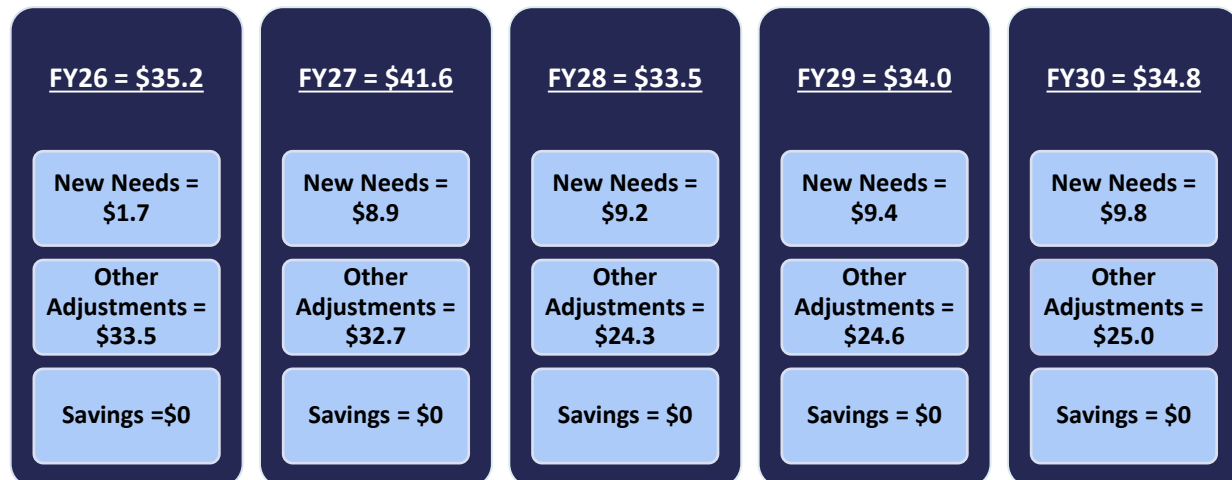 FY26 = $35.2
New Needs =
$1.7
Other
Adjustments =
$33.5
Savings =$0
FY27 = $41.6
New Needs =
$8.9
Other
Adjustments =
$32.7
Savings = $0
FY28 = $33.5
New Needs =
$9.2
Other
Adjustments =
$24.3
Savings = $0
FY29 = $34.0
New Needs =
$9.4
Other
Adjustments =
$24.6
Savings = $0
FY30 = $34.8
New Needs =
$9.8
Other
Adjustments =
$25.0
Savings = $0